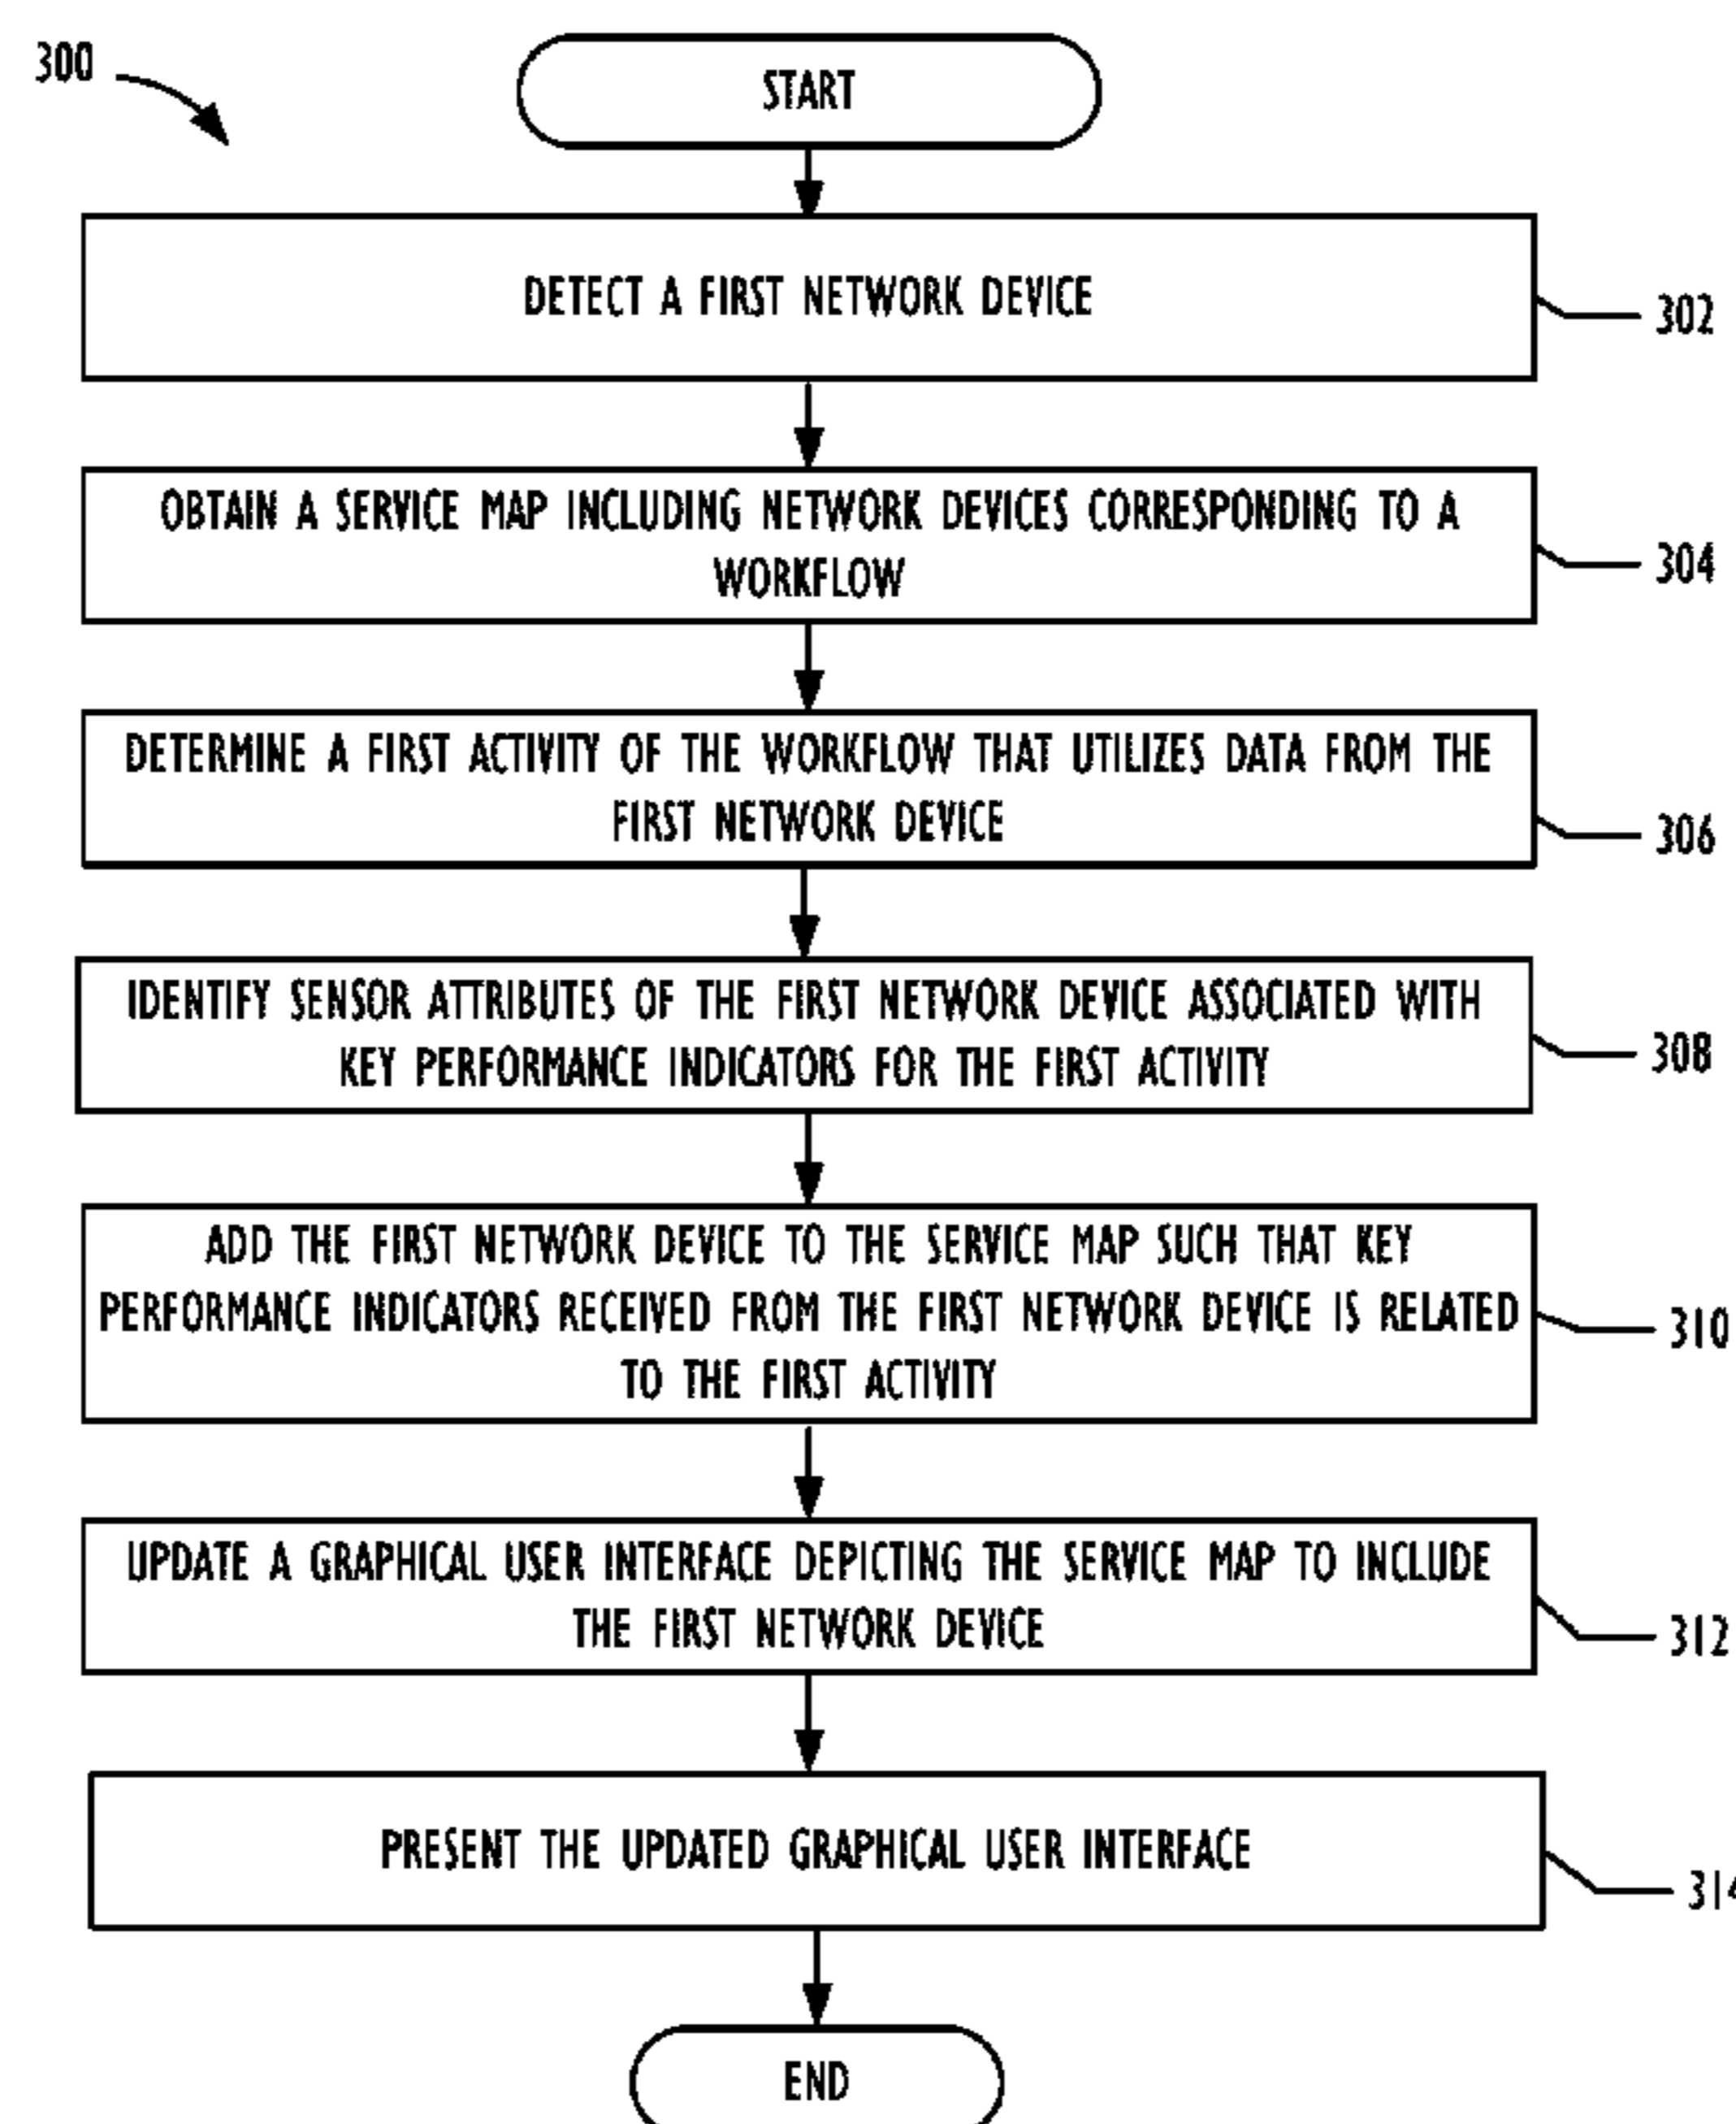 300
START
DETECT A FIRST NETWORK DEVICE
302
OBTAIN A SERVICE MAP INCLUDING NETWORK DEVICES CORRESPONDING TO A
WORKFLOW
304
DETERMINE A FIRST ACTIVITY OF THE WORKFLOW THAT UTILIZES DATA FROM THE
FIRST NETWORK DEVICE
306
IDENTIFY SENSOR ATTRIBUTES OF THE FIRST NETWORK DEVICE ASSOCIATED WITH
KEY PERFORMANCE INDICATORS FOR THE FIRST ACTIVITY
308
ADD THE FIRST NETWORK DEVICE TO THE SERVICE MAP SUCH THAT KEY
PERFORMANCE INDICATORS RECEIVED FROM THE FIRST NETWORK DEVICE IS RELATED
TO THE FIRST ACTIVITY
310
UPDATE A GRAPHICAL USER INTERFACE DEPICTING THE SERVICE MAP TO INCLUDE
THE FIRST NETWORK DEVICE
312
PRESENT THE UPDATED GRAPHICAL USER INTERFACE
314
END